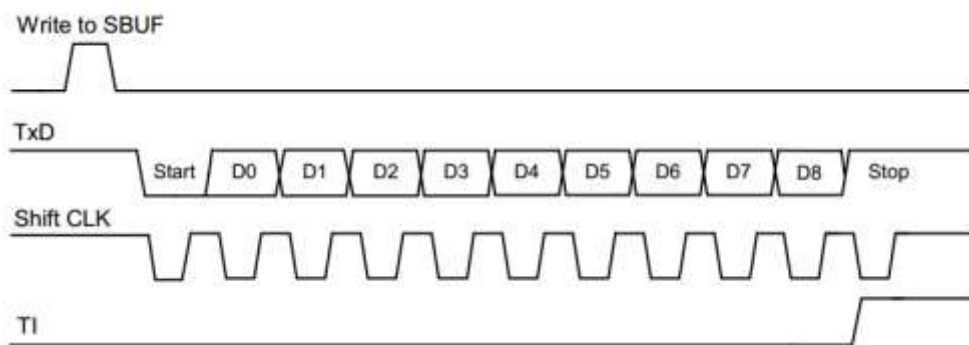 Write to SBUF
TxD
Start D0 D1 D2 D3 D4 D5 D6 D7 D8 Stop
Shift CLK
TI